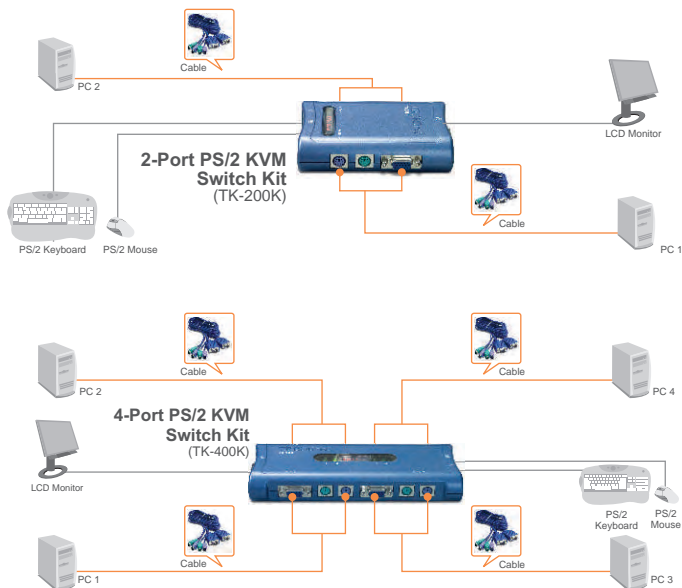 Cable
PC 2
LCD Monitor
2-Port PS/2 KVM
Switch Kit
(TK-200K)
Cable
PS/2 Keyboard
PS/2 Mouse
PC 1
Cable
Cable
PC 2
PC 4
4-Port PS/2 KVM
Switch Kit
(TK-400K)
LCD Monitor
PS/2
Keyboard
PS/2
Mouse
Cable
Cable
PC 1
PC 3